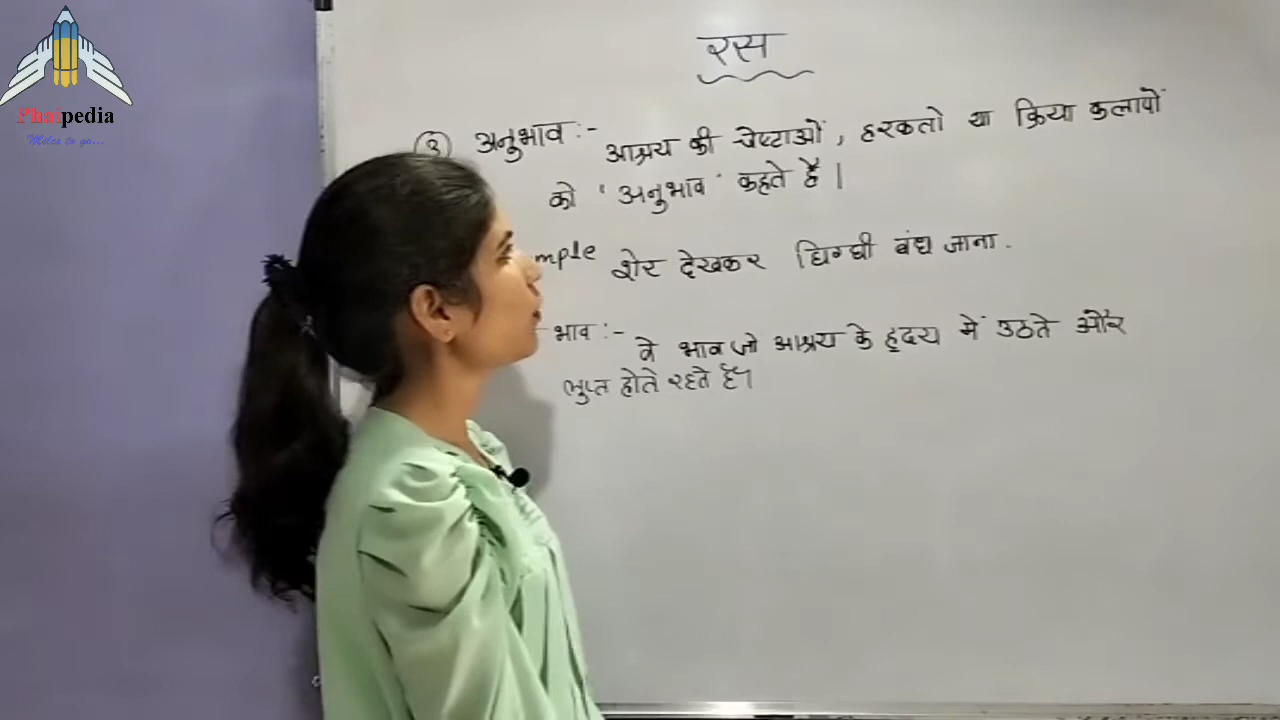 Phatpedia
Miles to go...
रस
③ अनुभाव :- आश्रय की चेष्टाओं, हरकतो या क्रिया कलापों
को 'अनुभाव' कहते हैं।
mple शेर देखकर घिग्घी बंध जाना.
भाव :- वे भाव जो आश्रय के हृदय में उठते और
लुप्त होते रहते है।